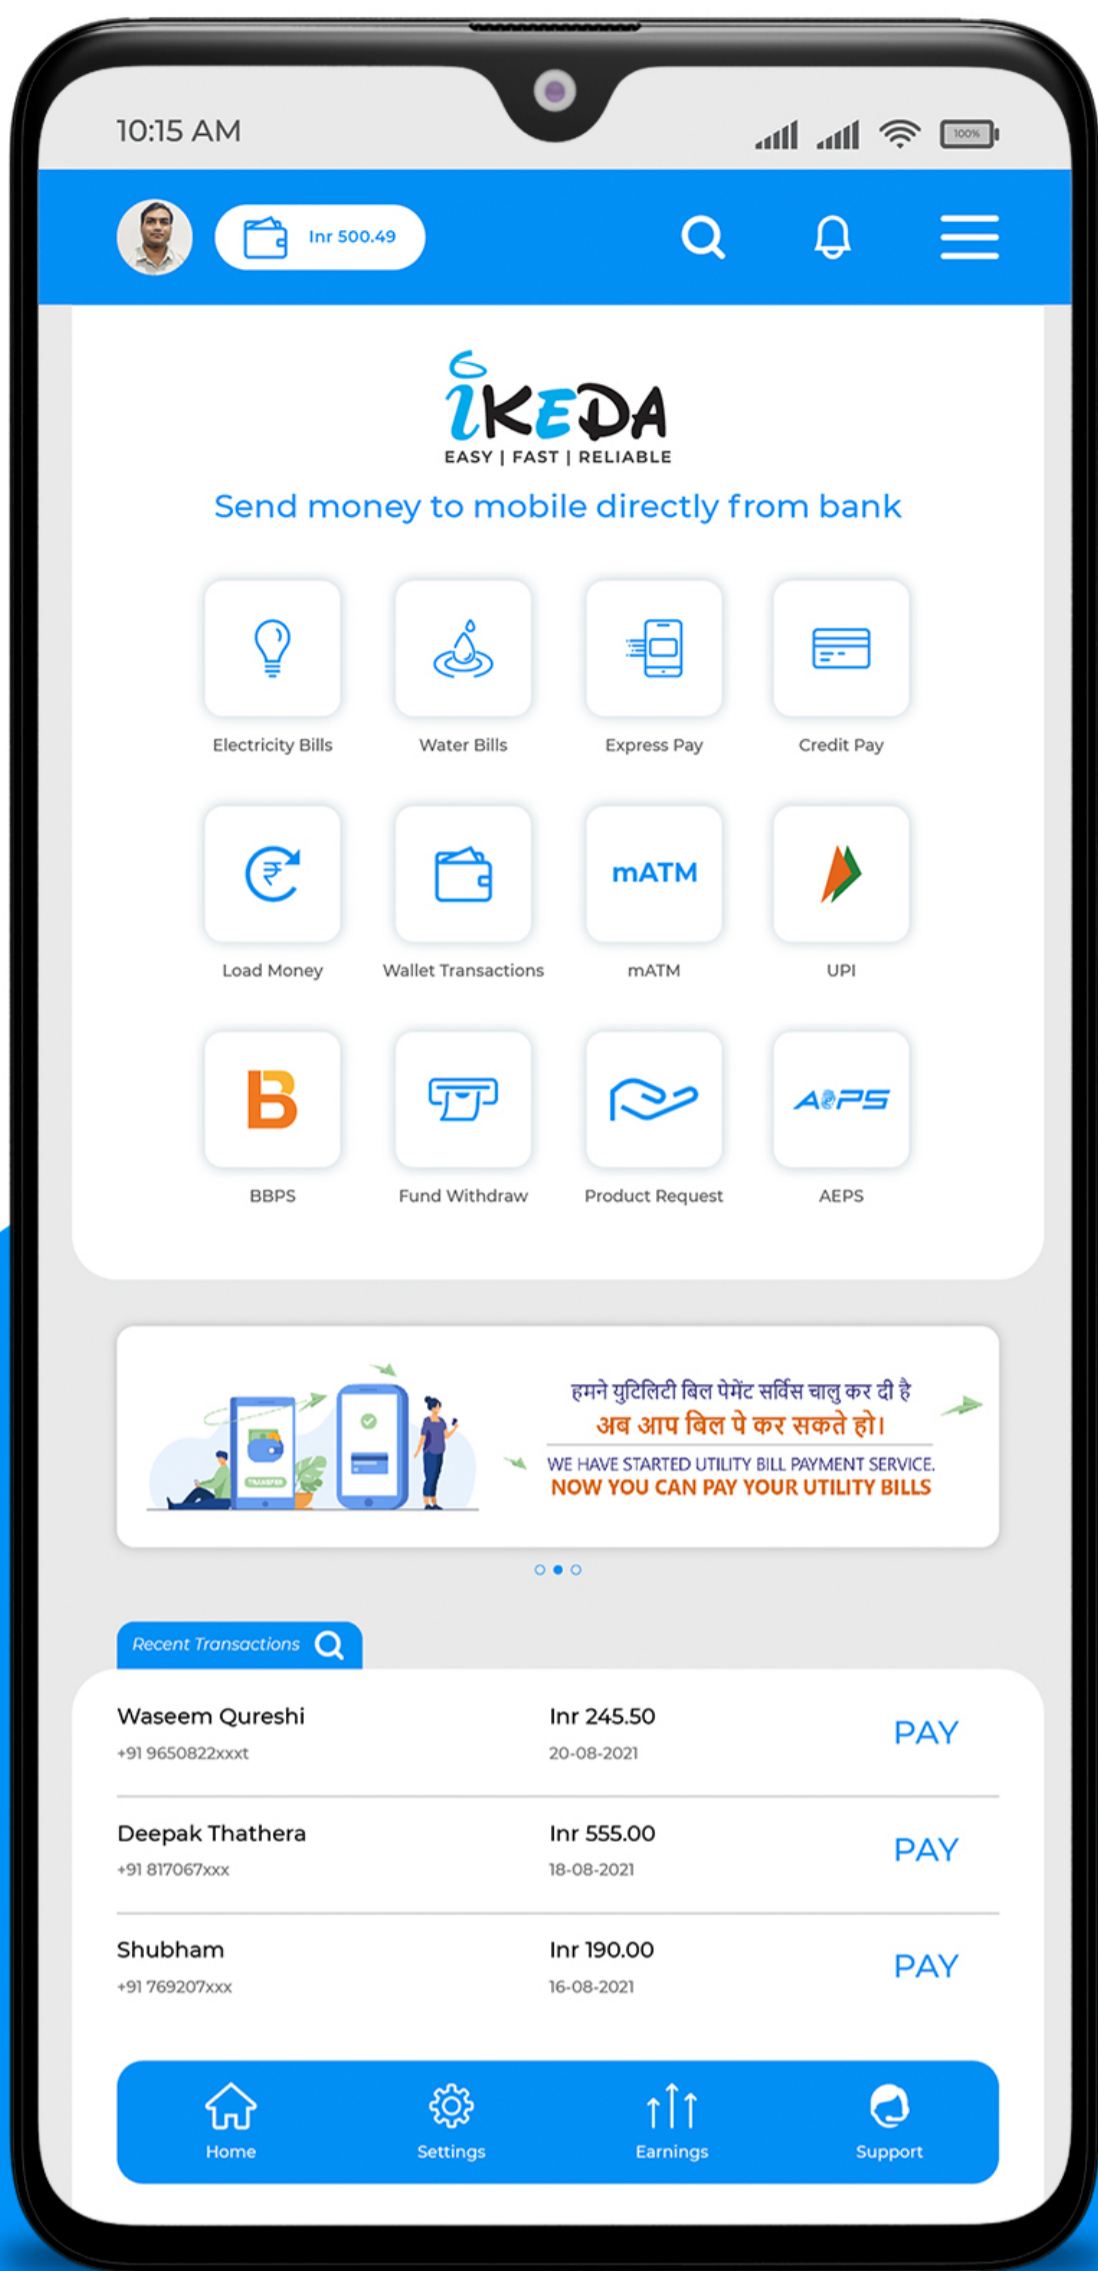 10:15 AM
100%
Inr 500.49
iKEDA
EASY | FAST | RELIABLE
Send money to mobile directly from bank
Electricity Bills
Water Bills
Express Pay
Credit Pay
mATM
Load Money
Wallet Transactions
mATM
UPI
B
AEPS
BBPS
Fund Withdraw
Product Request
AEPS
हमने युटिलिटी बिल पेमेंट सर्विस चालु कर दी है
अब आप बिल पे कर सकते हो।
WE HAVE STARTED UTILITY BILL PAYMENT SERVICE.
NOW YOU CAN PAY YOUR UTILITY BILLS
TRANSFER
Recent Transactions
Waseem Qureshi
Inr 245.50
PAY
+91 9650822xxxt
20-08-2021
Deepak Thathera
Inr 555.00
PAY
+91 817067xxx
18-08-2021
Shubham
Inr 190.00
PAY
+91 769207xxx
16-08-2021
Home
Settings
Earnings
Support